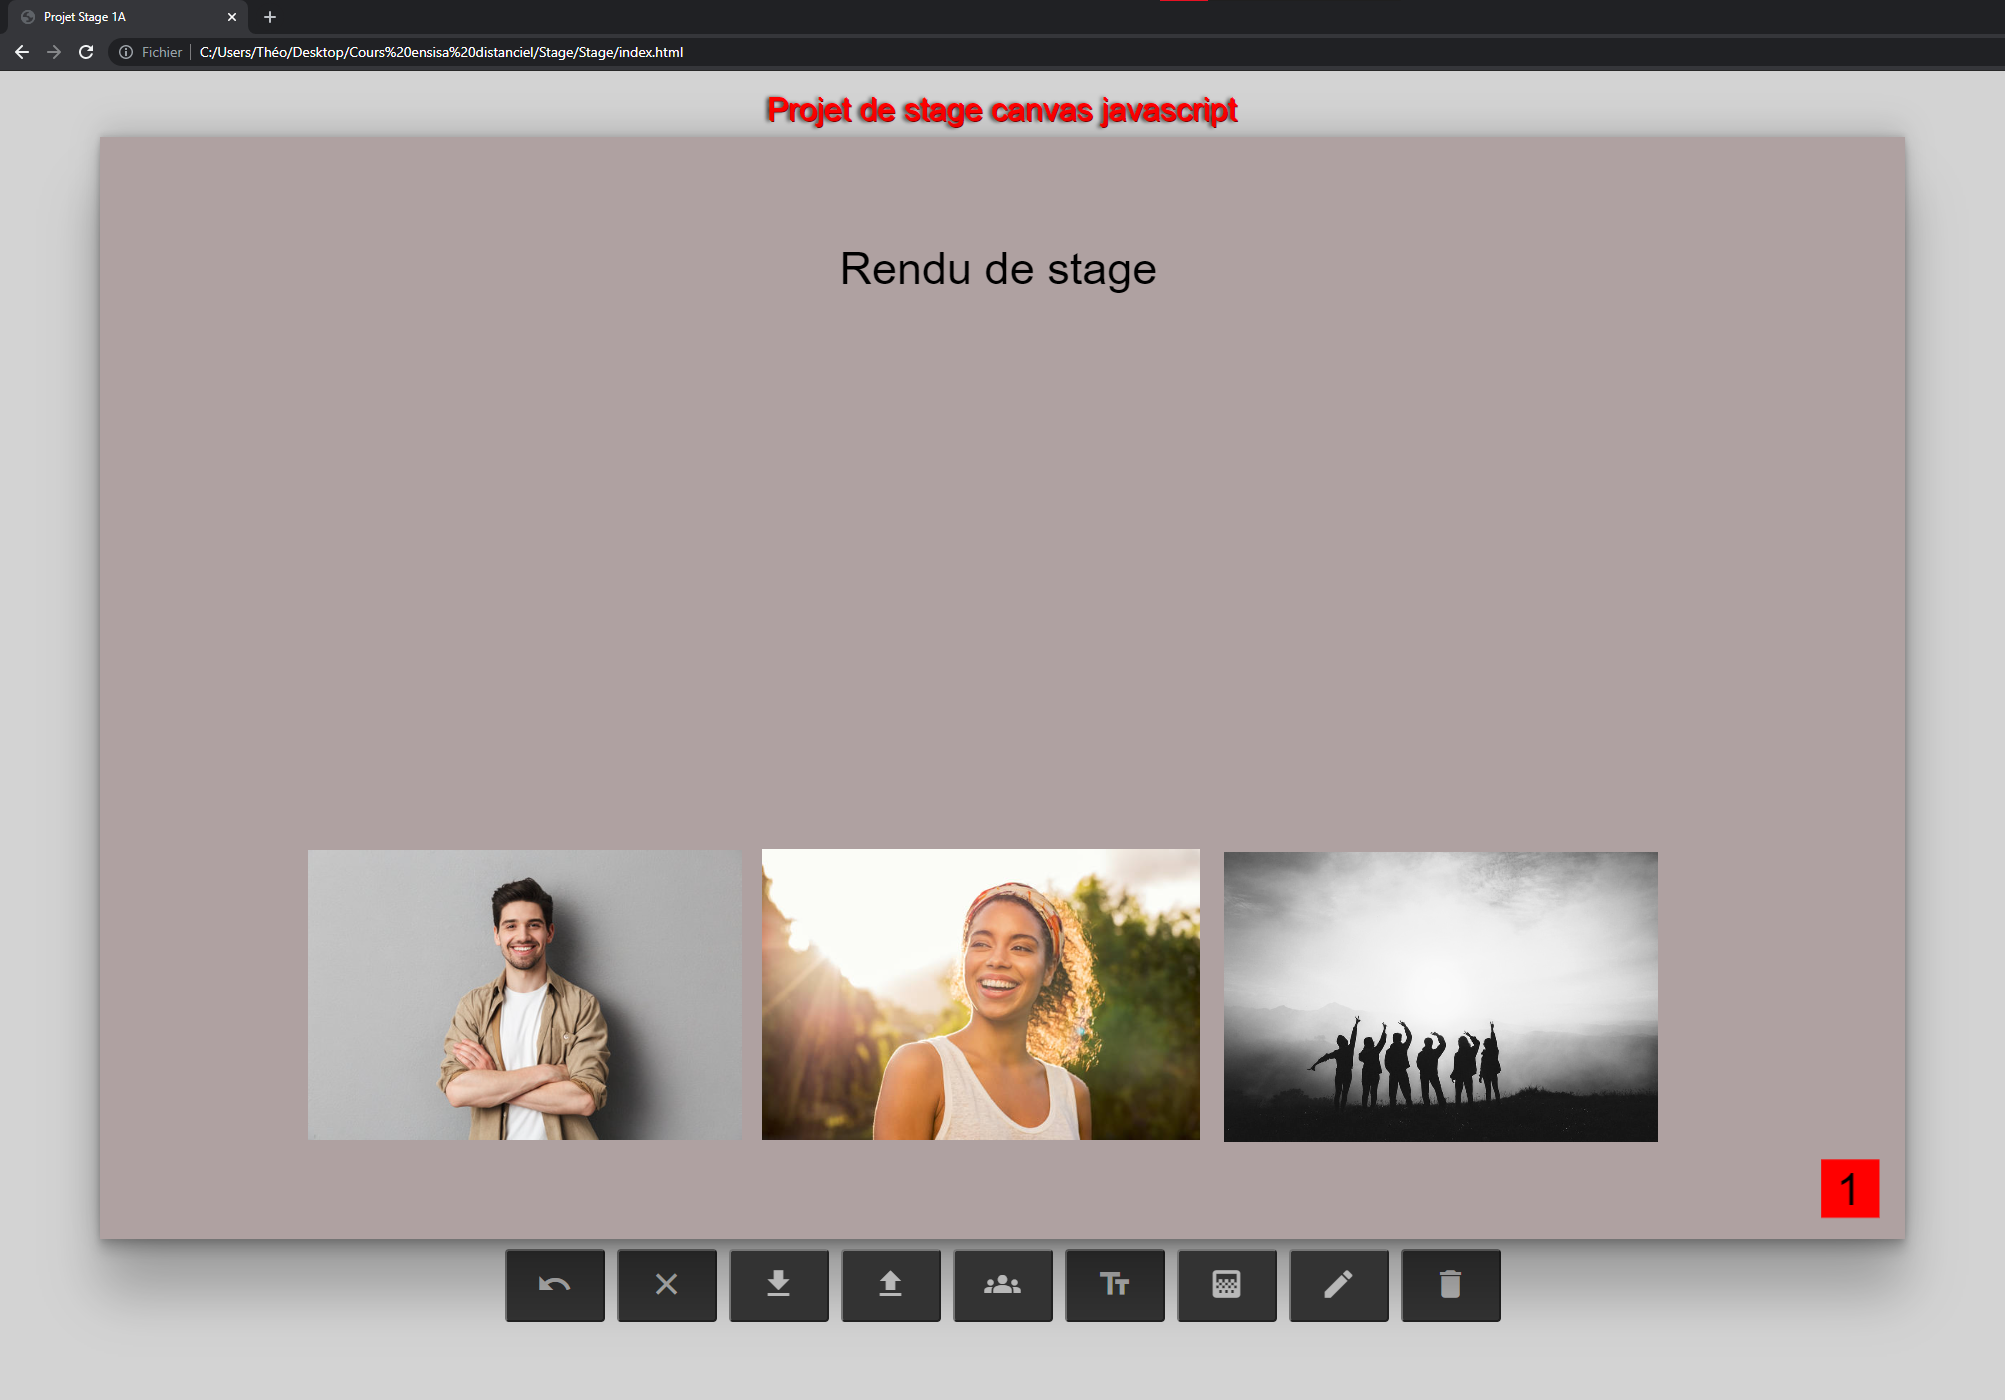 Projet Stage 1A
Fichier C:/Users/Théo/Desktop/Cours%20ensisa%20distanciel/Stage/Stage/index.html
Projet de stage canvas javascript
Rendu de stage
1
Tt